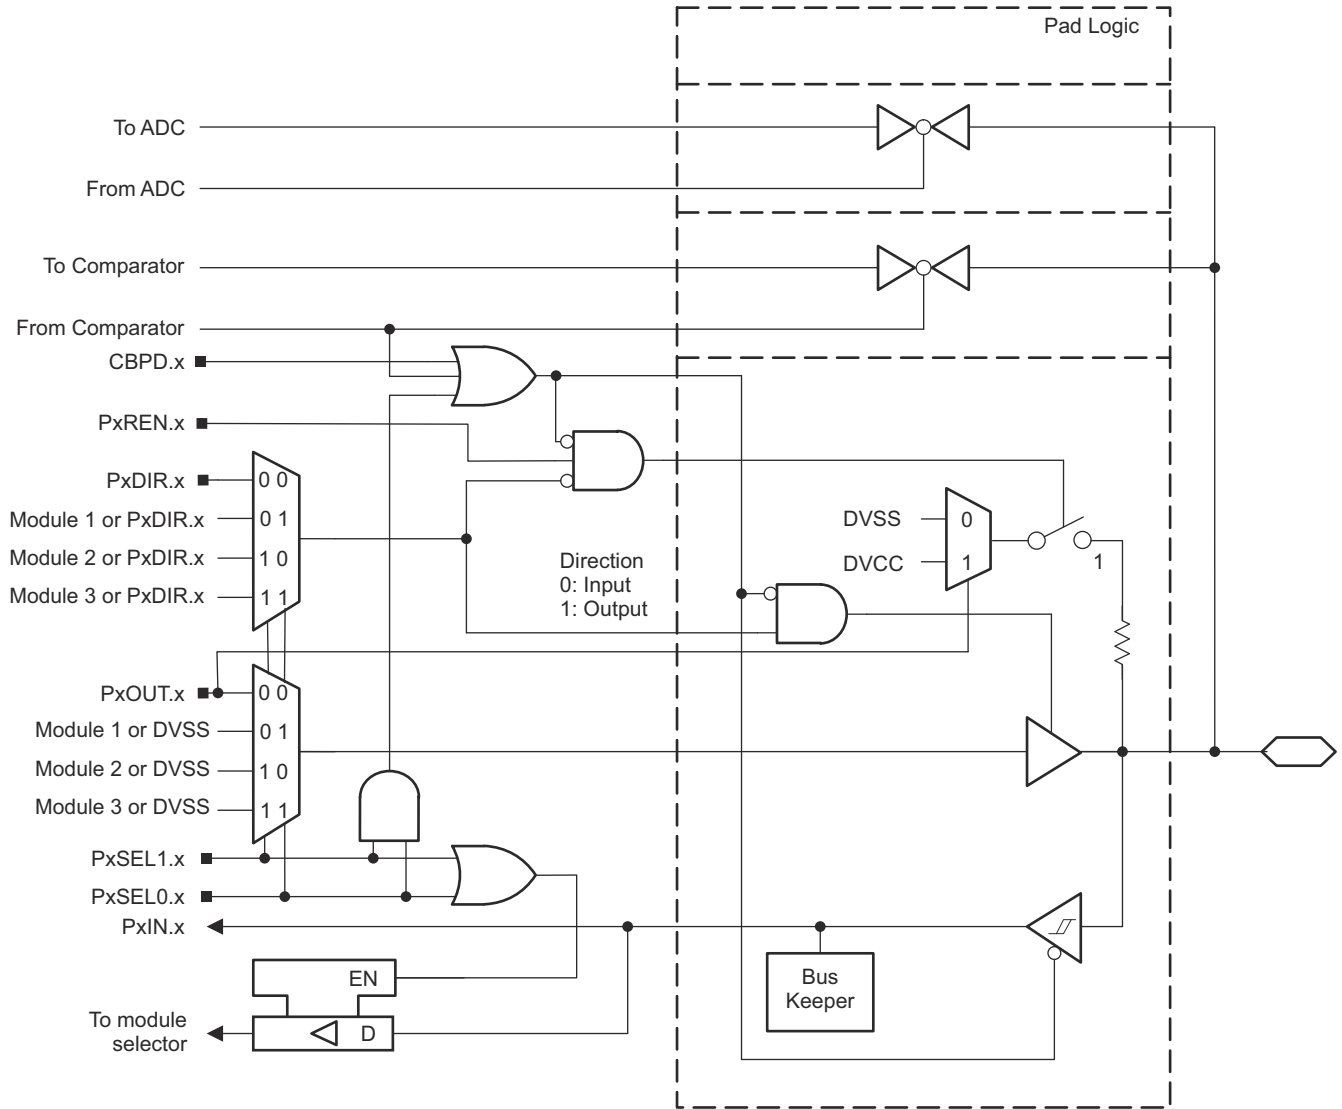 Pad Logic
To ADC
From ADC
To Comparator
From Comparator
CBPD.x
PxREN.x
PxDIR.x
0 0
Module 1 or PxDIR.x
0 1
Module 2 or PxDIR.x
1 0
Module 3 or PxDIR.x
1 1
Direction
0: Input
1: Output
DVSS
0
DVCC
1
1
PxOUT.x
0 0
Module 1 or DVSS
0 1
Module 2 or DVSS
1 0
Module 3 or DVSS
1 1
PxSEL1.x
PxSEL0.x
PxIN.x
EN
D
To module
selector
Bus
Keeper